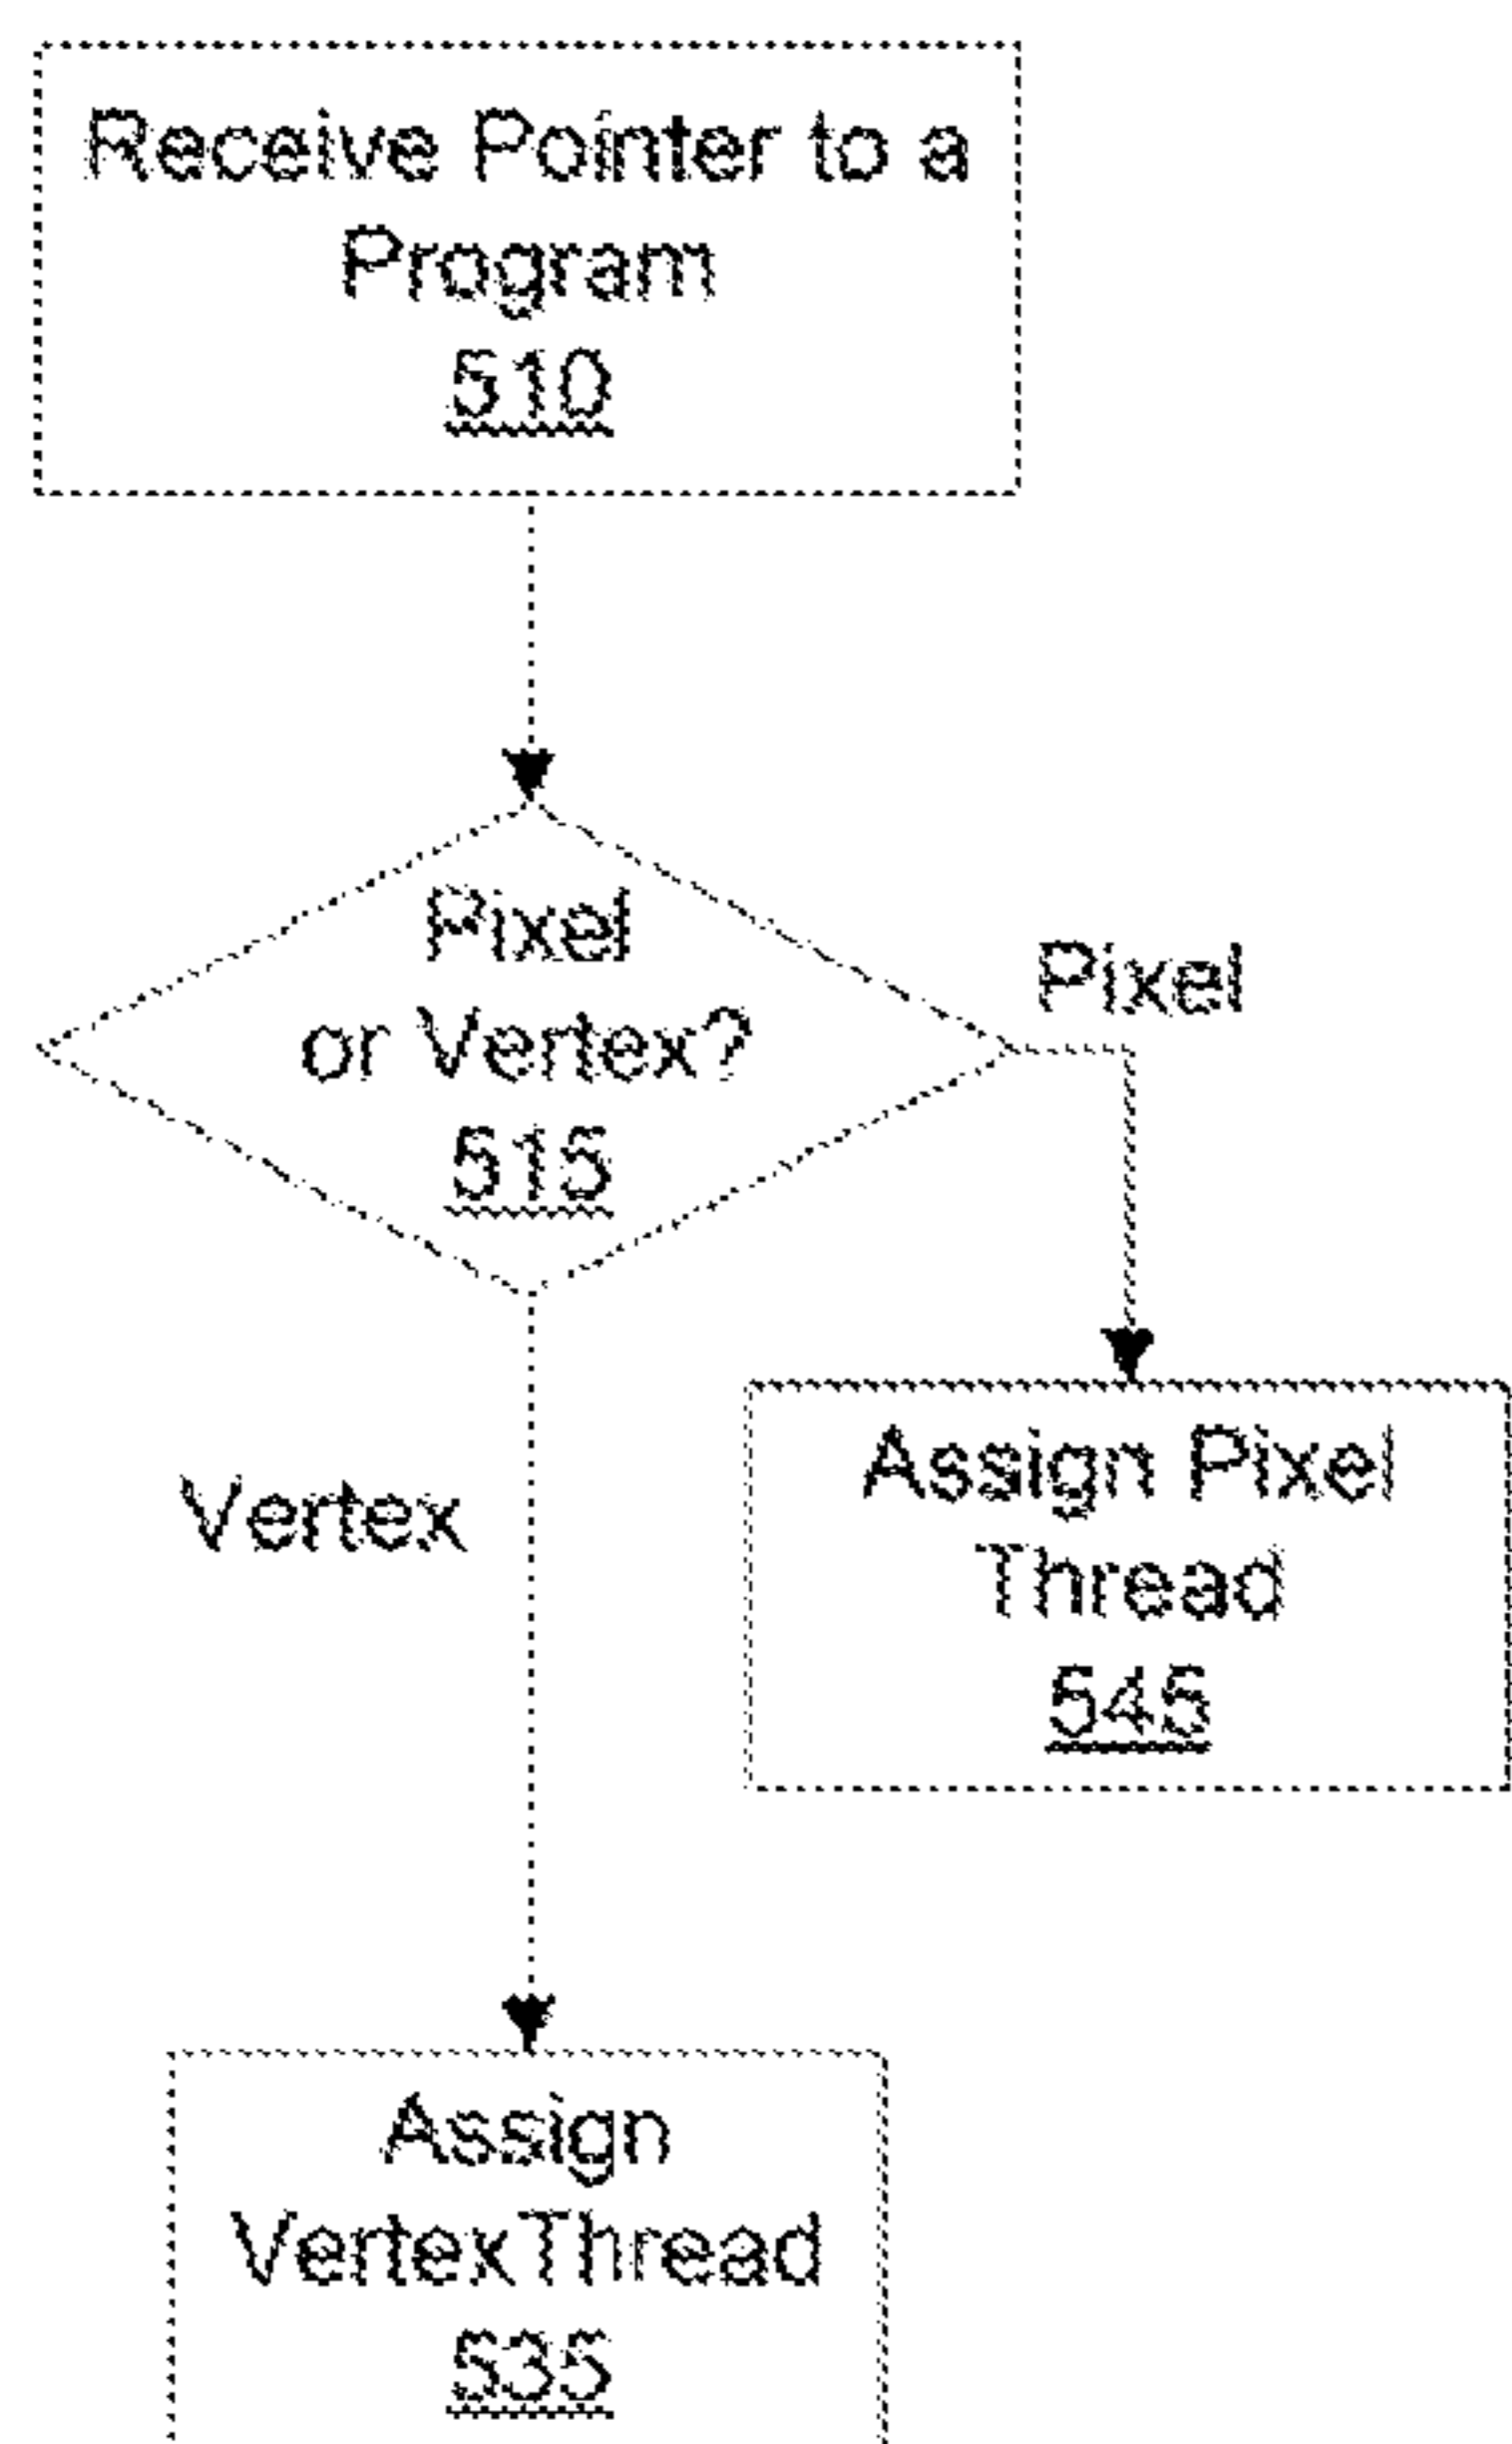 Receive Pointer to a
Program
510
Pixel
or Vertex?
515
Pixel
Vertex
Assign Pixel
Thread
545
Assign
VertexThread
535